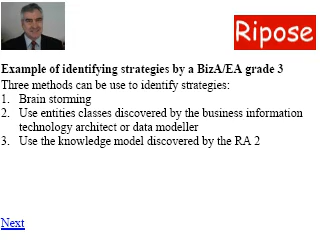 Ripose
Example of identifying strategies by a BizA/EA grade 3
Three methods can be use to identify strategies:
1. Brain storming
2. Use entities classes discovered by the business information
technology architect or data modeller
3. Use the knowledge model discovered by the RA 2
Next